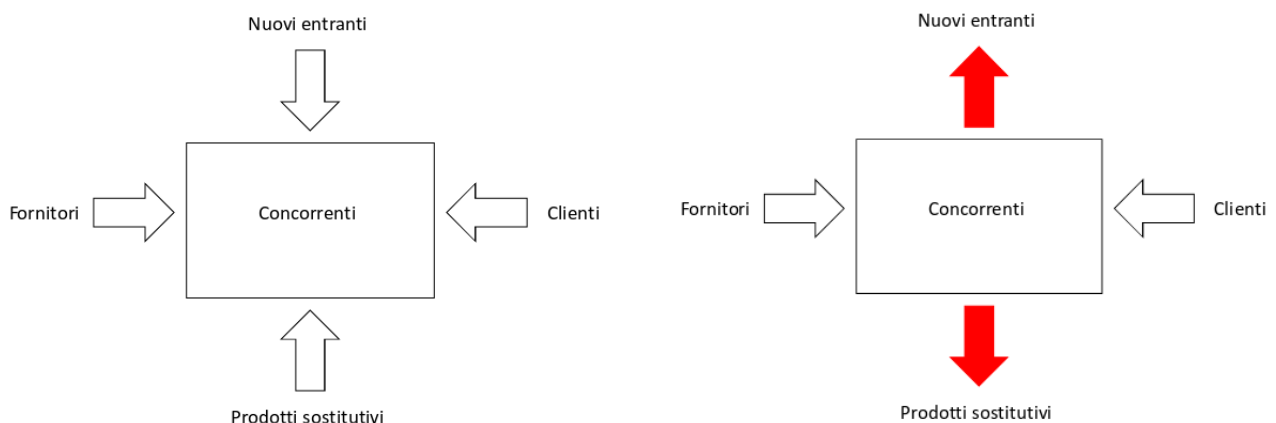 Nuovi entranti
Fornitori
Concorrenti
Clienti
Prodotti sostitutivi
Nuovi entranti
Fornitori
Concorrenti
Clienti
Prodotti sostitutivi